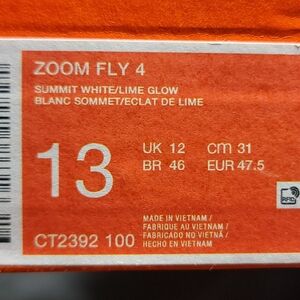 ZOOM FLY 4
SUMMIT WHITE/LIME GLOW
BLANC SOMMET/ECLAT DE LIME
13
UK 12 cm 31
BR 46 EUR 47.5
RFID
MADE IN VIETNAM /
FABRIQUE AU VIETNAM /
FABRICADO NO VIETNÃ /
HECHO EN VIETNAM
CT2392 100